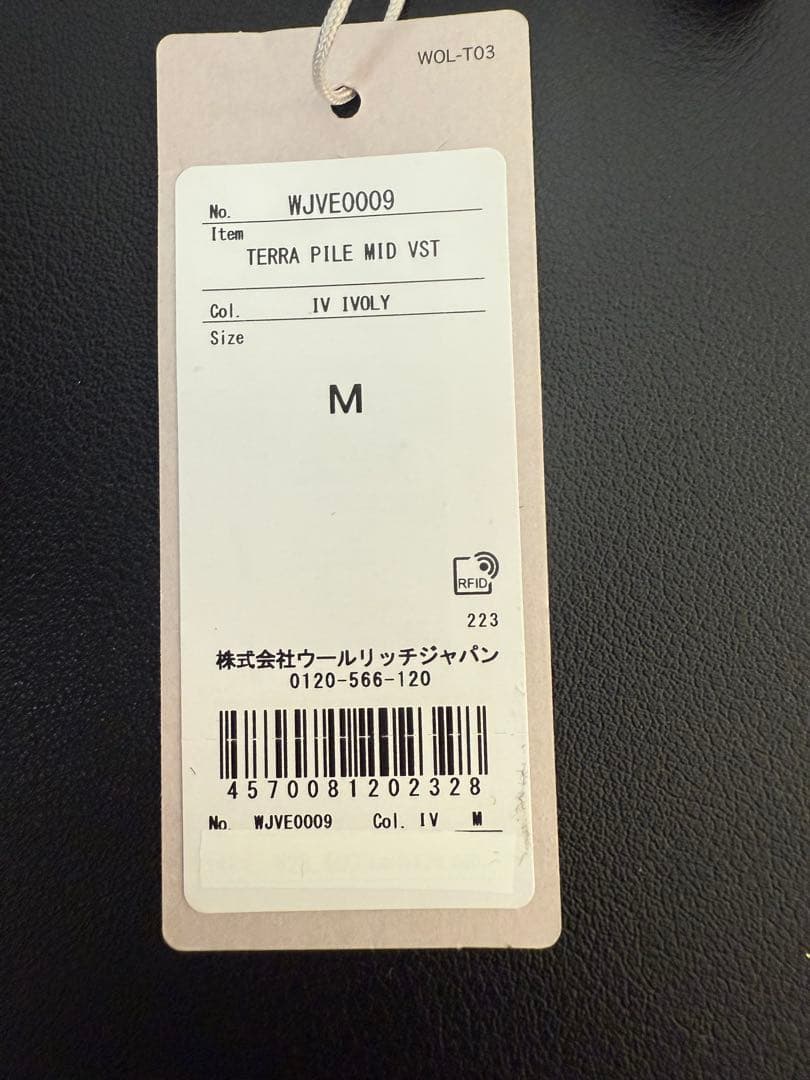 WOL-T03
No. WJVE0009
Item
TERRA PILE MID VST
Col. IV IVOLY
Size
M
RFID
223
株式会社ウールリッチジャパン
0120-566-120
4570081202328
No. WJVE0009 Col. IV M